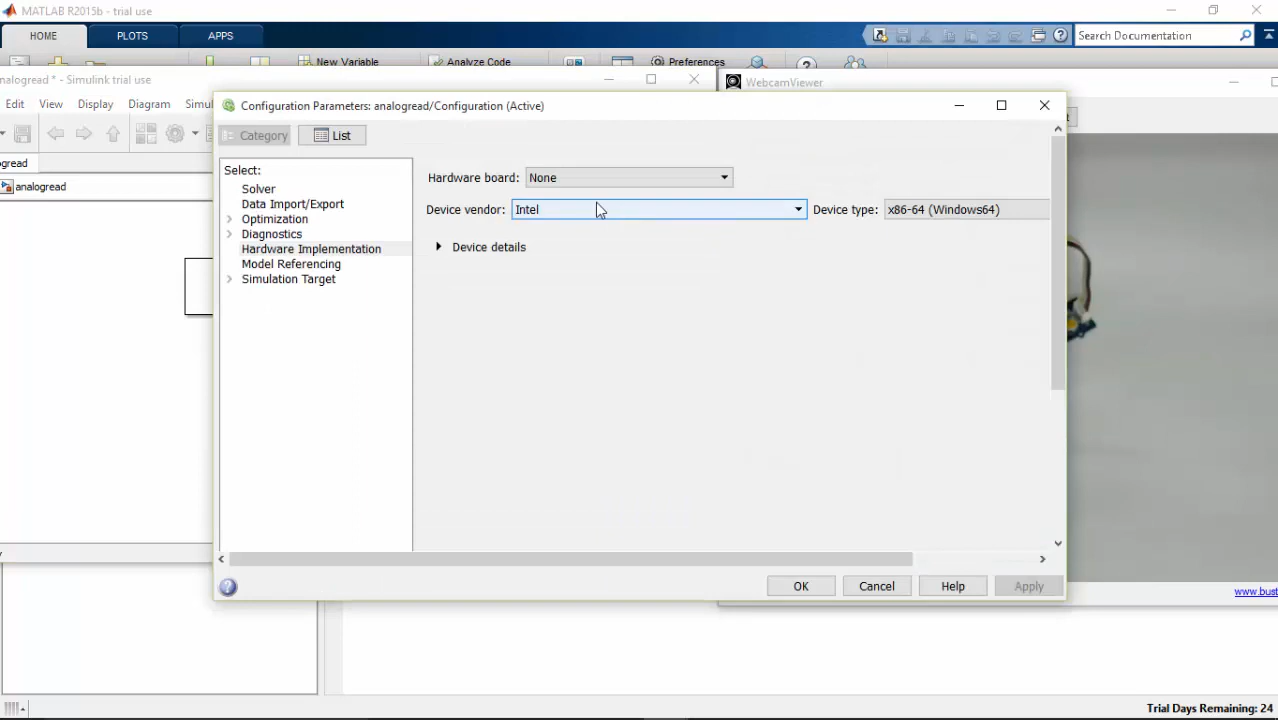 MATLAB R2015b - trial use
HOME PLOTS APPS
Search Documentation
New Variable Analyze Code Preferences
analogread * - Simulink trial use
WebcamViewer
Edit View Display Diagram
Configuration Parameters: analogread/Configuration (Active)
Category List
analogread
Select:
Solver
Data Import/Export
Optimization
Diagnostics
Hardware Implementation
Model Referencing
Simulation Target
Hardware board: None
Device vendor: Intel Device type: x86-64 (Windows64)
Device details
OK Cancel Help Apply
www.bust
Trial Days Remaining: 24